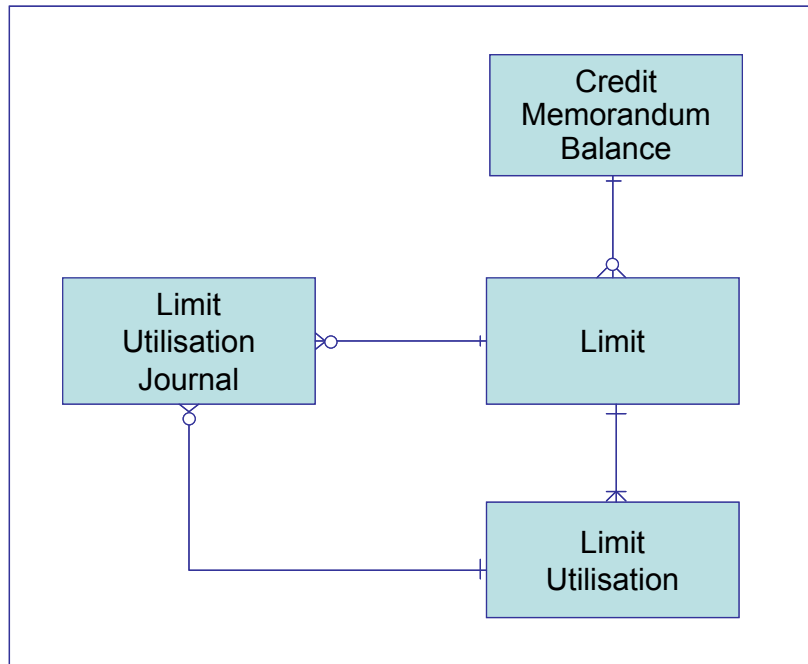 Credit
Memorandum
Balance
Limit
Utilisation
Journal
Limit
Limit
Utilisation